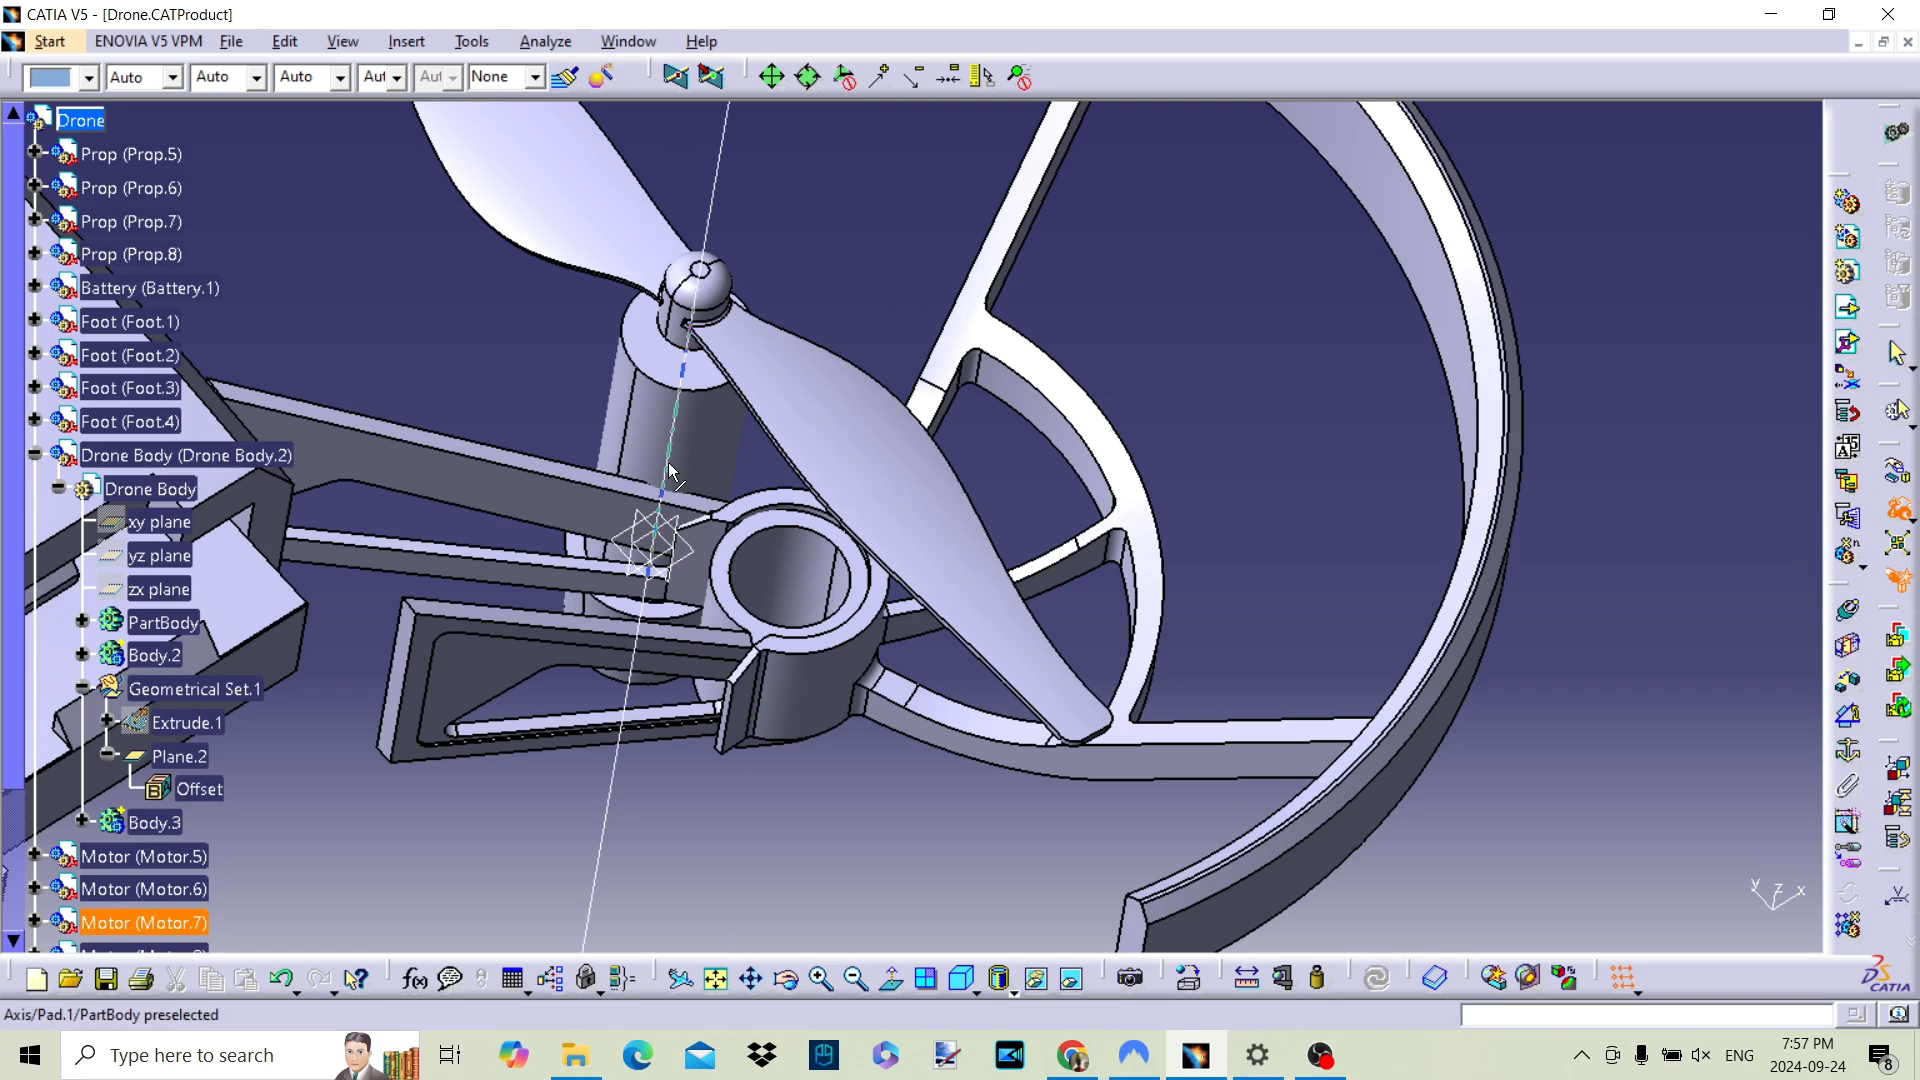 CATIA V5 - [Drone.CATProduct]
Start ENOVIA V5 VPM File Edit View Insert Tools Analyze Window Help
Auto Auto Auto Aut Aut None
Drone
Prop (Prop.5)
Prop (Prop.6)
Prop (Prop.7)
Prop (Prop.8)
Battery (Battery.1)
Foot (Foot.1)
Foot (Foot.2)
Foot (Foot.3)
Foot (Foot.4)
Drone Body (Drone Body.2)
Drone Body
xy plane
yz plane
zx plane
PartBody
Body.2
Geometrical Set.1
Extrude.1
Plane.2
Offset
Body.3
Motor (Motor.5)
Motor (Motor.6)
Motor (Motor.7)
y z x
f(x)
CATIA
Axis/Pad.1/PartBody preselected
Type here to search
ENG
7:57 PM
2024-09-24
8